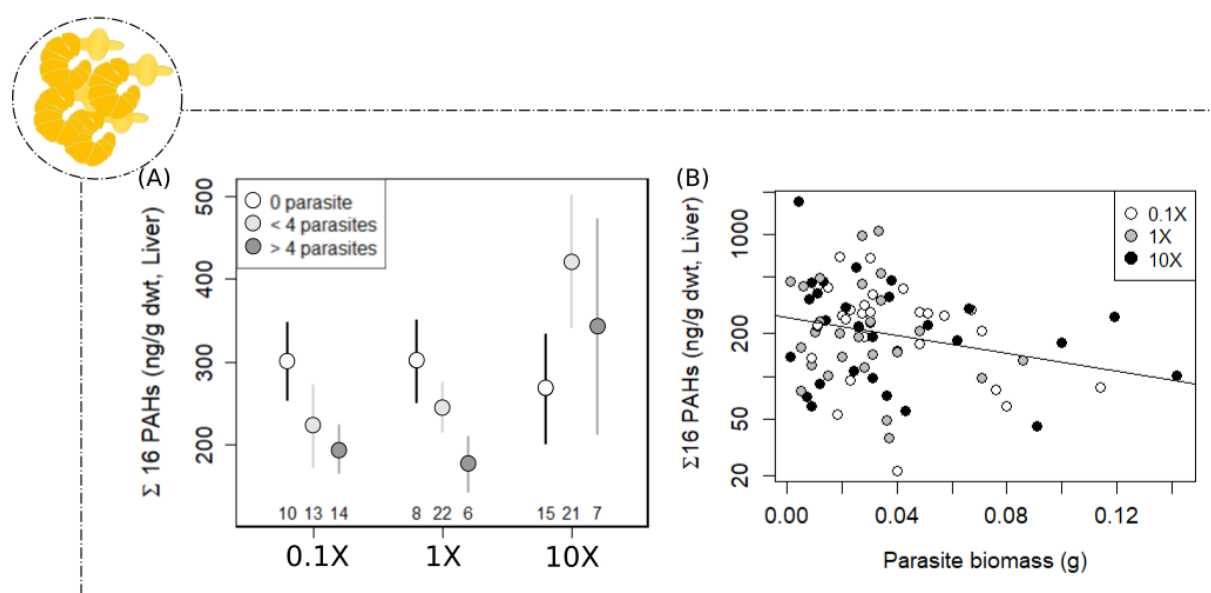 (A)
Σ 16 PAHs (ng/g dwt, Liver)
500
400
300
200
0 parasite
< 4 parasites
> 4 parasites
10 13 14 8 22 6 15 21 7
0.1X 1X 10X
(B)
Σ16 PAHs (ng/g dwt, Liver)
1000
200
50
20
0.1X
1X
10X
0.00 0.04 0.08 0.12
Parasite biomass (g)